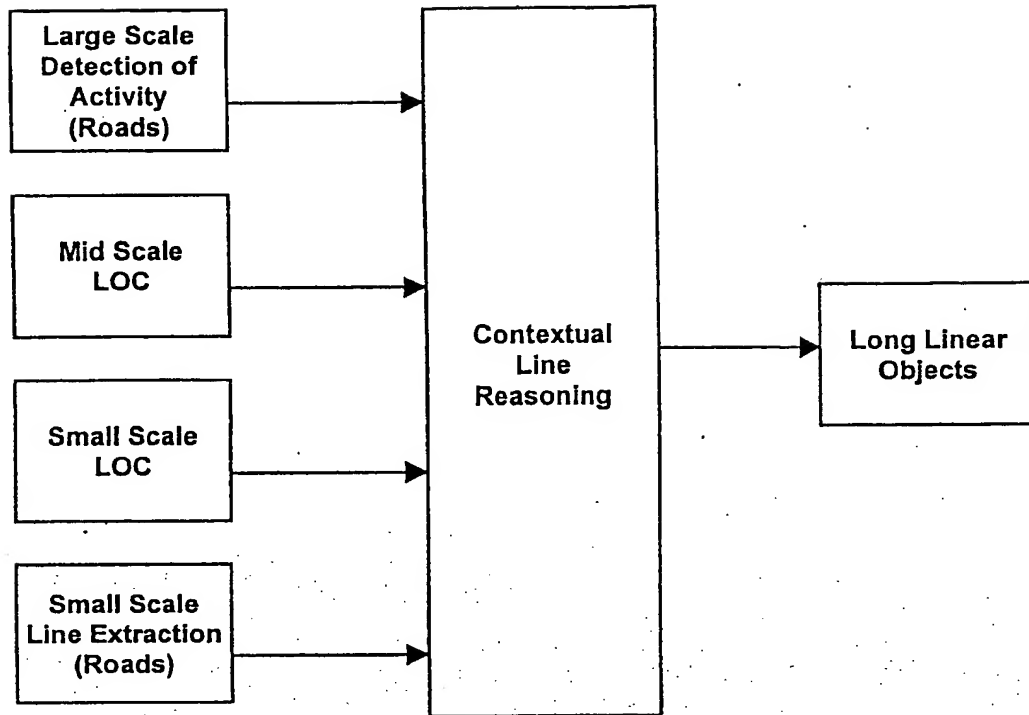 Large Scale
Detection of
Activity
(Roads)
Mid Scale
LOC
Small Scale
LOC
Small Scale
Line Extraction
(Roads)
Contextual
Line
Reasoning
Long Linear
Objects